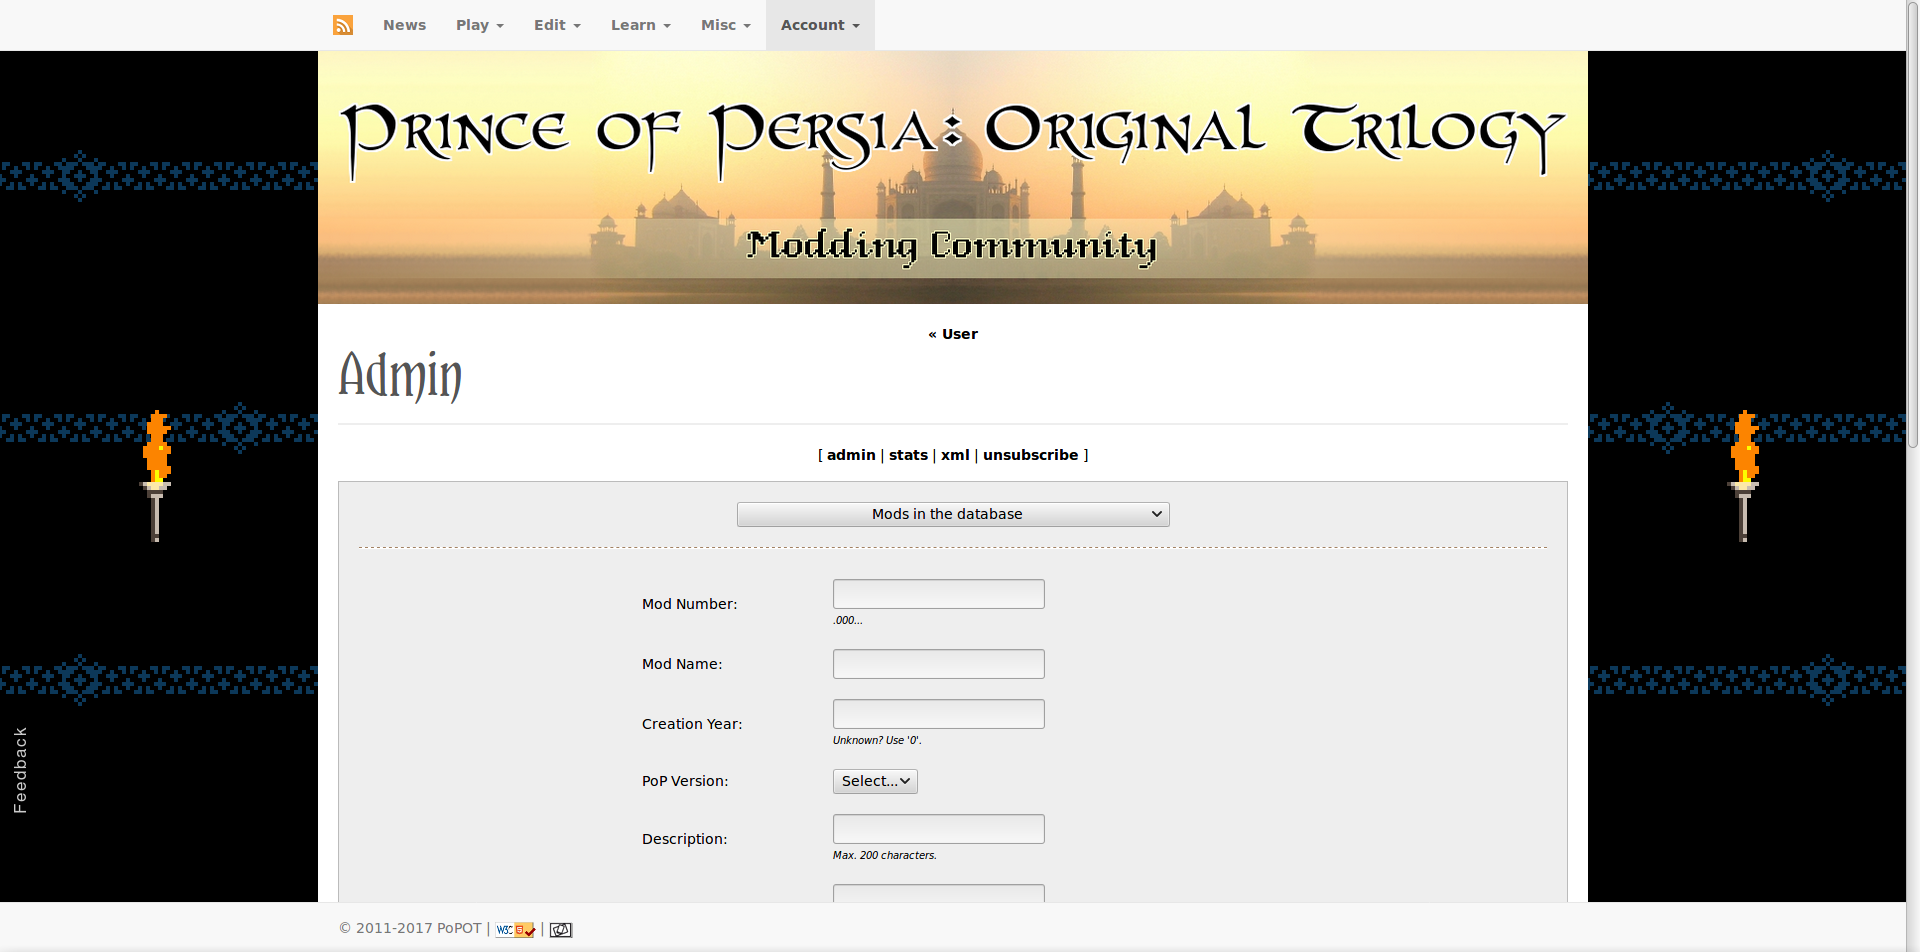 News Play Edit Learn Misc Account
Prince of Persia: Original Trilogy
Modding Community
« User
Admin
[ admin | stats | xml | unsubscribe ]
Mods in the database
Mod Number:
.000...
Mod Name:
Creation Year:
Unknown? Use '0'.
PoP Version: Select...
Description:
Max. 200 characters.
Feedback
© 2011-2017 PoPOT | W3C 5 |